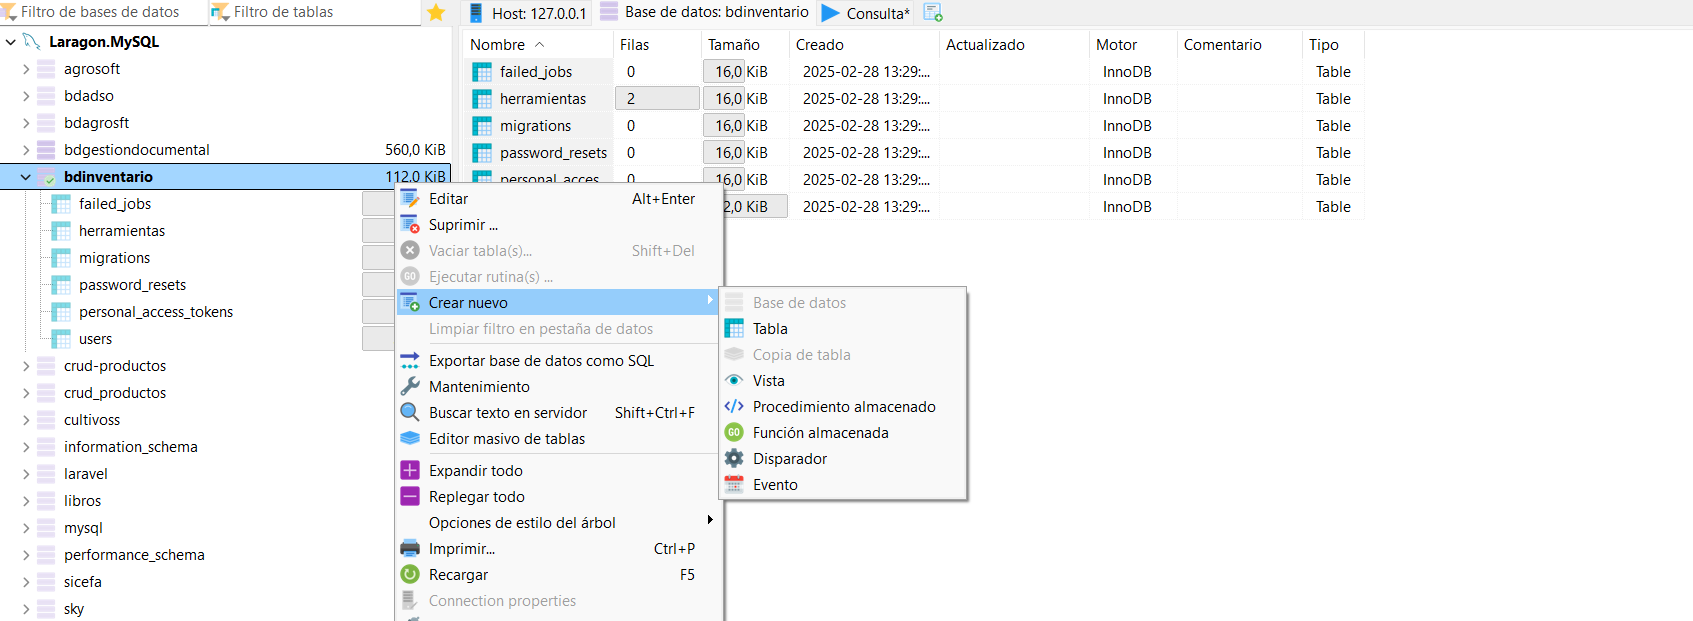 Filtro de bases de datos
Filtro de tablas
Host: 127.0.0.1
Base de datos: bdinventario
Consulta*
Laragon.MySQL
agrosoft
bdadso
bdagrosft
bdgestiondocumental 560,0 KiB
bdinventario 112,0 KiB
failed_jobs
herramientas
migrations
password_resets
personal_access_tokens
users
crud-productos
crud_productos
cultivoss
information_schema
laravel
libros
mysql
performance_schema
sicefa
sky
Nombre Filas Tamaño Creado Actualizado Motor Comentario Tipo
failed_jobs 0 16,0 KiB 2025-02-28 13:29:... InnoDB Table
herramientas 2 16,0 KiB 2025-02-28 13:29:... InnoDB Table
migrations 0 16,0 KiB 2025-02-28 13:29:... InnoDB Table
password_resets 0 16,0 KiB 2025-02-28 13:29:... InnoDB Table
personal_acces... 0 16,0 KiB 2025-02-28 13:29:... InnoDB Table
2,0 KiB 2025-02-28 13:29:... InnoDB Table
Editar Alt+Enter
Suprimir ...
Vaciar tabla(s)... Shift+Del
GO Ejecutar rutina(s) ...
Crear nuevo
Limpiar filtro en pestaña de datos
Exportar base de datos como SQL
Mantenimiento
Buscar texto en servidor Shift+Ctrl+F
Editor masivo de tablas
Expandir todo
Replegar todo
Opciones de estilo del árbol
Imprimir... Ctrl+P
Recargar F5
Connection properties
Base de datos
Tabla
Copia de tabla
Vista
Procedimiento almacenado
GO Función almacenada
Disparador
Evento